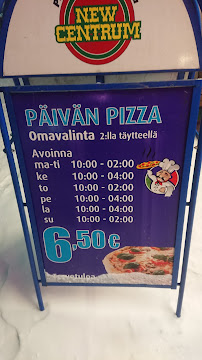 NEW
CENTRUM
PÄIVÄN PIZZA
Omavalinta 2:lla täytteellä
Avoinna
ma-ti 10:00 - 02:00
ke 10:00 - 04:00
to 10:00 - 02:00
pe 10:00 - 04:00
la 10:00 - 04:00
su 10:00 - 02:00
6,50€
Tervetuloa